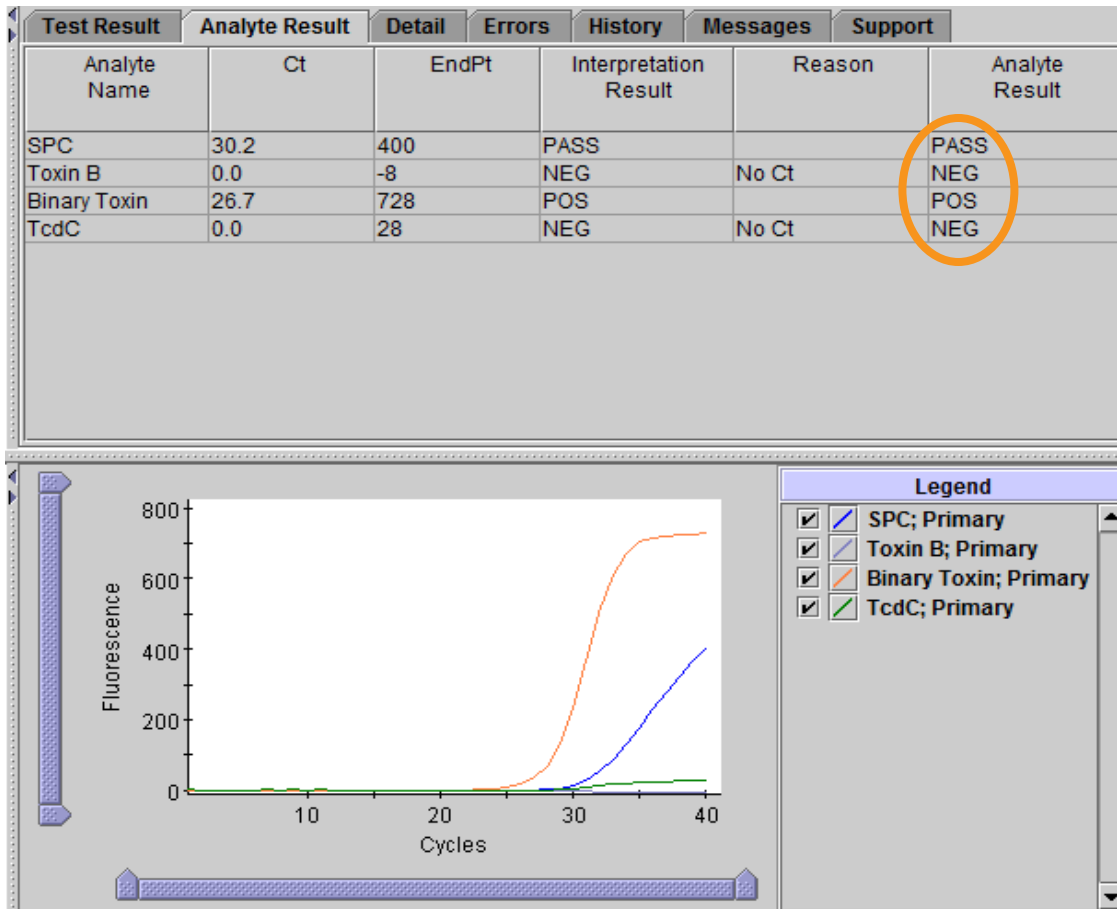 Test Result Analyte Result Detail Errors History Messages Support
Analyte Name Ct EndPt Interpretation Result Reason Analyte Result
SPC 30.2 400 PASS PASS
Toxin B 0.0 -8 NEG No Ct NEG
Binary Toxin 26.7 728 POS POS
TcdC 0.0 28 NEG No Ct NEG
Legend
SPC; Primary
Toxin B; Primary
Binary Toxin; Primary
TcdC; Primary
Fluorescence
800
600
400
200
0
10 20 30 40
Cycles